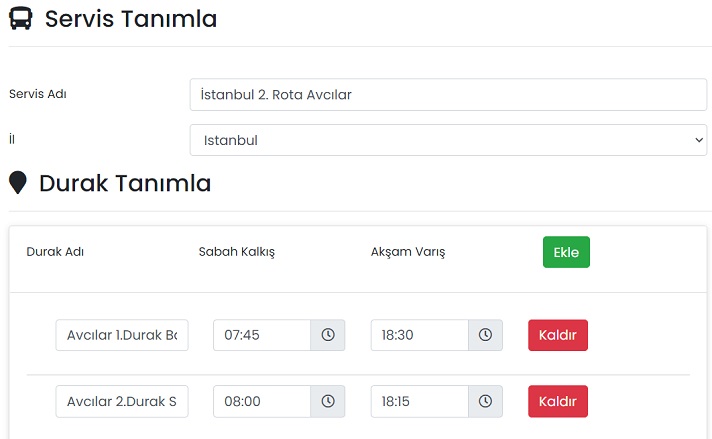 Servis Tanımla
Servis Adı
İstanbul 2. Rota Avcılar
İl
Istanbul
Durak Tanımla
Durak Adı Sabah Kalkış Akşam Varış Ekle
Avcılar 1.Durak 07:45 18:30 Kaldır
Avcılar 2.Durak S 08:00 18:15 Kaldır